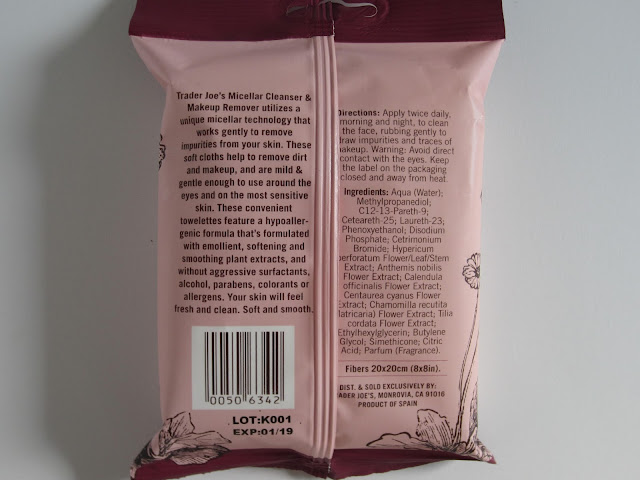 Trader Joe's Micellar Cleanser &
Makeup Remover utilizes a
unique micellar technology that
works gently to remove
impurities from your skin. These
soft cloths help to remove dirt
and makeup, and are mild &
gentle enough to use around the
eyes and on the most sensitive
skin. These convenient
towelettes feature a hypoaller-
genic formula that's formulated
with emollient, softening and
smoothing plant extracts, and
without aggressive surfactants,
alcohol, parabens, colorants or
allergens. Your skin will feel
fresh and clean. Soft and smooth.
0050 6342
LOT:K001
EXP:01/19
Directions: Apply twice daily,
morning and night, to clean
the face, rubbing gently to
draw impurities and traces of
makeup. Warning: Avoid direct
contact with the eyes. Keep
the label on the packaging
closed and away from heat.
Ingredients: Aqua (Water);
Methylpropanediol;
C12-13-Pareth-9;
Ceteareth-25; Laureth-23;
Phenoxyethanol; Disodium
Phosphate; Cetrimonium
Bromide; Hypericum
perforatum Flower/Leaf/Stem
Extract; Anthemis nobilis
Flower Extract; Calendula
officinalis Flower Extract;
Centaurea cyanus Flower
Extract; Chamomilla recutita
(Matricaria) Flower Extract; Tilia
cordata Flower Extract;
Ethylhexylglycerin; Butylene
Glycol; Simethicone; Citric
Acid; Parfum (Fragrance).
Fibers 20x20cm (8x8in).
DIST. & SOLD EXCLUSIVELY BY:
TRADER JOE'S, MONROVIA, CA 91016
PRODUCT OF SPAIN